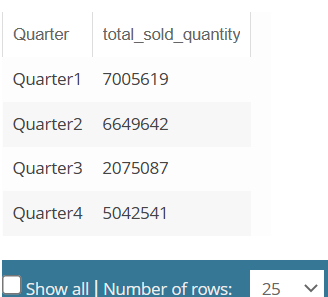 Quarter total_sold_quantity
Quarter1 7005619
Quarter2 6649642
Quarter3 2075087
Quarter4 5042541
Show all | Number of rows: 25